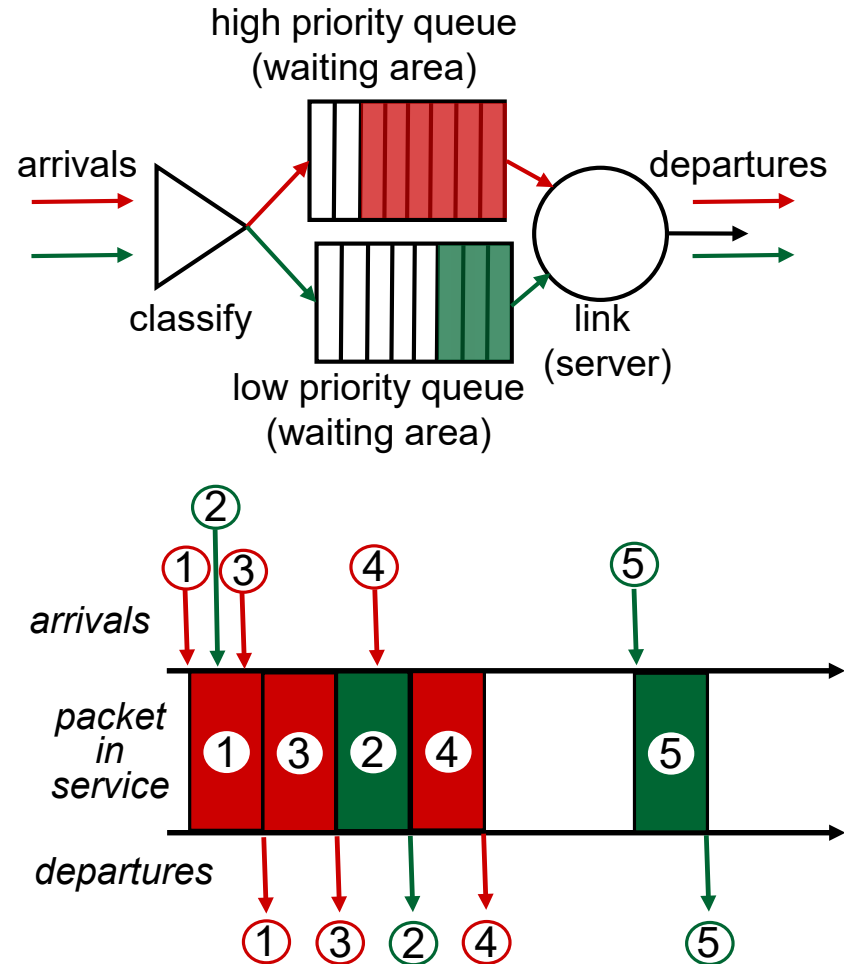 high priority queue
(waiting area)
arrivals
departures
classify
link
(server)
low priority queue
(waiting area)
2
1
3
4
5
arrivals
packet
in
service
1
3
2
4
5
departures
1
3
2
4
5